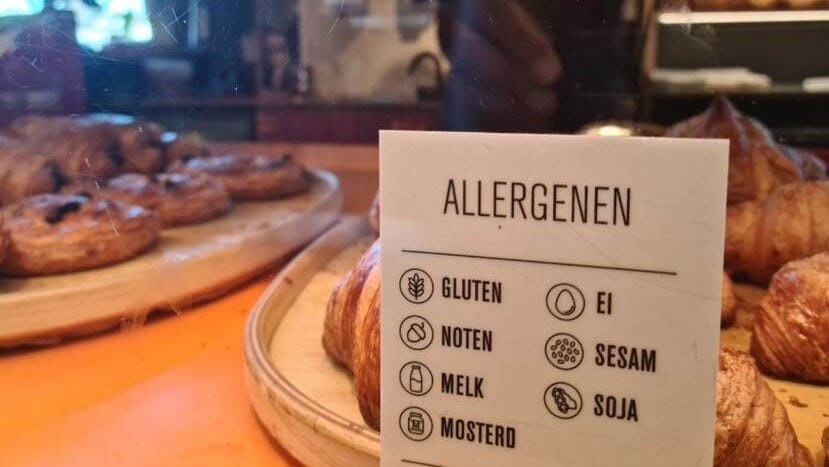 ALLERGENEN
GLUTEN
NOTEN
MELK
MOSTERD
EI
SESAM
SOJA